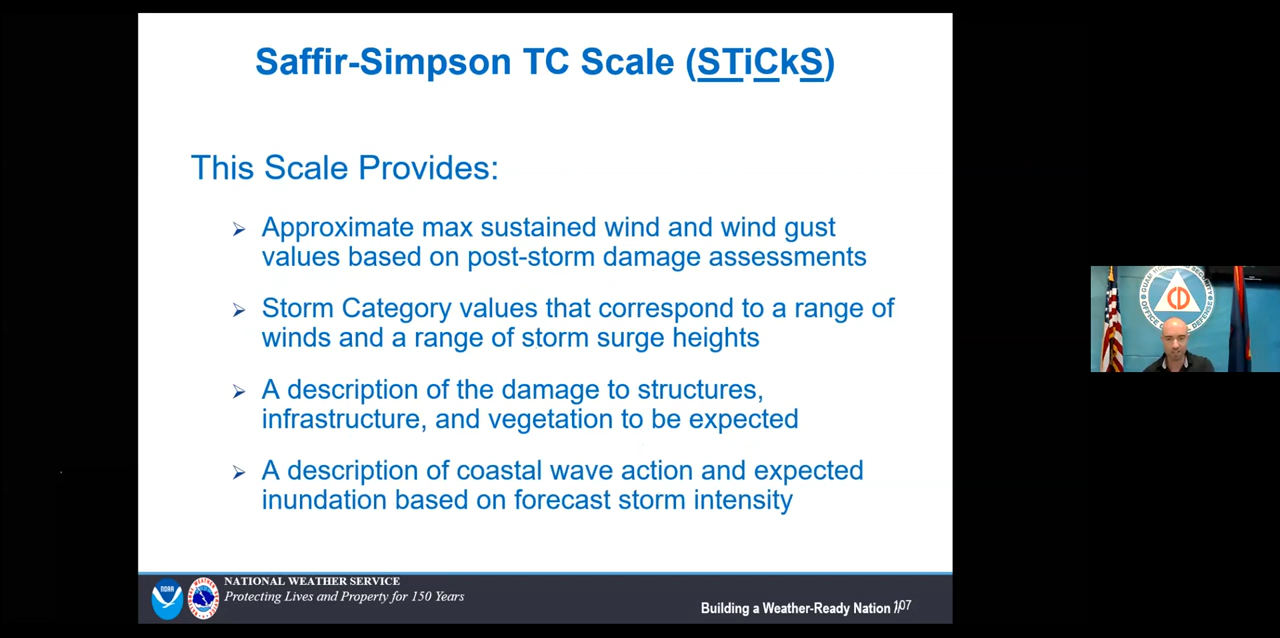 Saffir-Simpson TC Scale (STiCkS)
This Scale Provides:
➢ Approximate max sustained wind and wind gust
values based on post-storm damage assessments
➢ Storm Category values that correspond to a range of
winds and a range of storm surge heights
➢ A description of the damage to structures,
infrastructure, and vegetation to be expected
➢ A description of coastal wave action and expected
inundation based on forecast storm intensity
NOAA
NATIONAL WEATHER SERVICE
Protecting Lives and Property for 150 Years
Building a Weather-Ready Nation // 107
CD